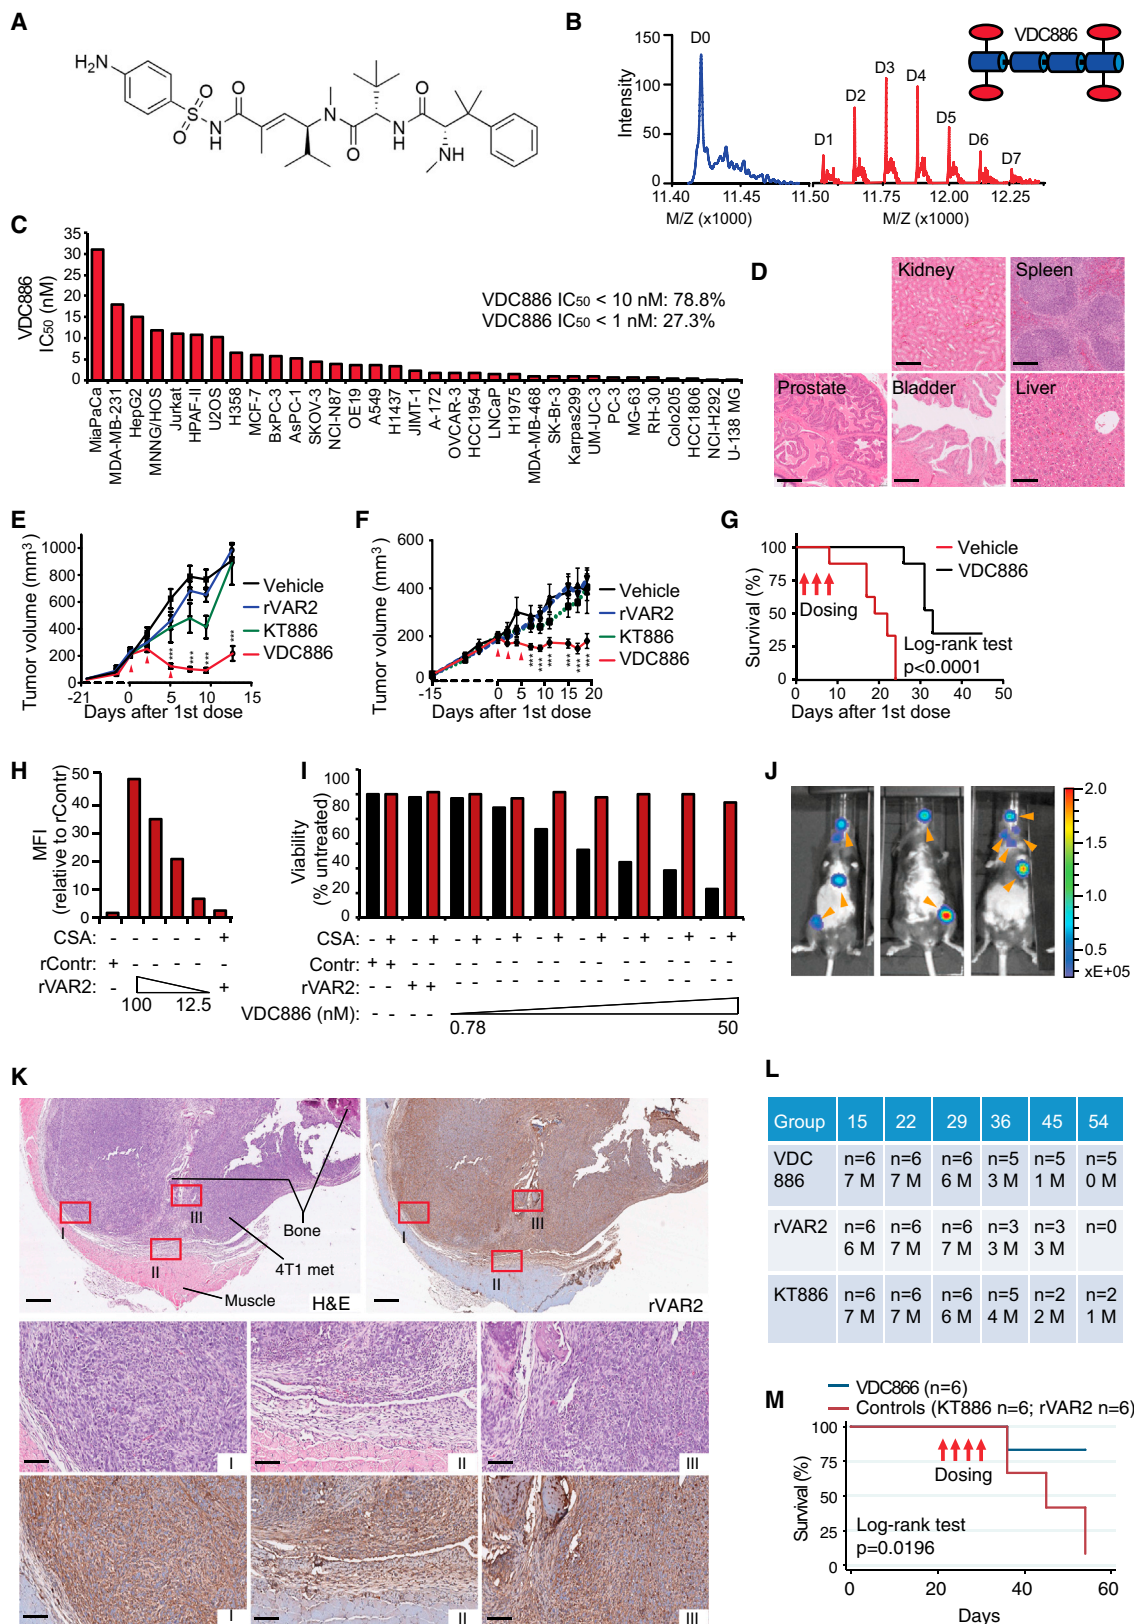 A
H₂N
O
S
O
NH
O
N
O
N
H
O
NH
B
VDC886
Intensity
150
100
50
0
D0
D1
D2
D3
D4
D5
D6
D7
11.40
11.45
11.50
11.75
12.00
12.25
M/Z (x1000)
M/Z (x1000)
C
VDC886
IC50 (nM)
35
30
25
20
15
10
5
0
VDC886 IC50 < 10 nM: 78.8%
VDC886 IC50 < 1 nM: 27.3%
MiaPaCa
MDA-MB-231
HepG2
MNNG/HOS
Jurkat
HPAF-II
U2OS
H358
MCF-7
BxPC-3
AsPC-1
SKOV-3
NCI-N87
OE19
A549
H1437
JIMT-1
A-172
OVCAR-3
HCC1954
LNCaP
H1975
MDA-MB-468
SK-Br-3
Karpas299
UM-UC-3
PC-3
MG-63
RH-30
Colo205
HCC1806
NCI-H292
U-138 MG
D
Kidney
Spleen
Prostate
Bladder
Liver
E
Tumor volume (mm³)
1000
800
600
400
200
0
-21
0
5
10
15
Days after 1st dose
Vehicle
rVAR2
KT886
VDC886
F
Tumor volume (mm³)
600
400
200
0
-15
0
5
10
15
20
Days after 1st dose
Vehicle
rVAR2
KT886
VDC886
G
Survival (%)
100
75
50
25
0
Dosing
Vehicle
VDC886
Log-rank test
p<0.0001
0
10
20
30
40
50
Days after 1st dose
H
MFI
(relative to rContr)
50
40
30
20
10
0
CSA: - - - - - +
rContr: + - - - - -
rVAR2: - +
100 12.5
I
Viability
(% untreated)
100
80
60
40
20
0
CSA: - + - + - + - + - + - + - + - + - +
Contr: + + - - - - - - - - - - - - - - - -
rVAR2: - - + + - - - - - - - - - - - - - -
VDC886 (nM): - - - -
0.78 50
J
2.0
1.5
1.0
0.5
xE+05
K
I
II
III
Bone
4T1 met
Muscle
H&E
I
II
III
rVAR2
I
II
III
I
II
III
L
Group 15 22 29 36 45 54
VDC 886 n=6 7 M n=6 7 M n=6 6 M n=5 3 M n=5 1 M n=5 0 M
rVAR2 n=6 6 M n=6 7 M n=6 7 M n=3 3 M n=3 3 M n=0
KT886 n=6 7 M n=6 7 M n=6 6 M n=5 4 M n=2 2 M n=2 1 M
M
VDC866 (n=6)
Controls (KT886 n=6; rVAR2 n=6)
Survival (%)
100
75
50
25
0
Dosing
Log-rank test
p=0.0196
0
20
40
60
Days